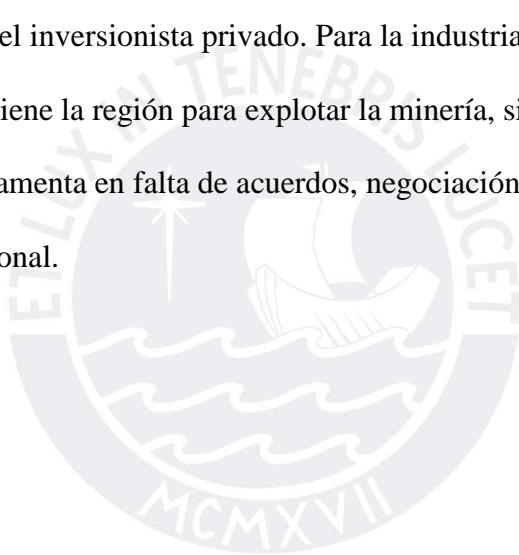 el inversionista privado. Para la industria
iene la región para explotar la minería, si
amenta en falta de acuerdos, negociación
onal.
ET LUX IN TENEBRIS LUCET
MCMXVII